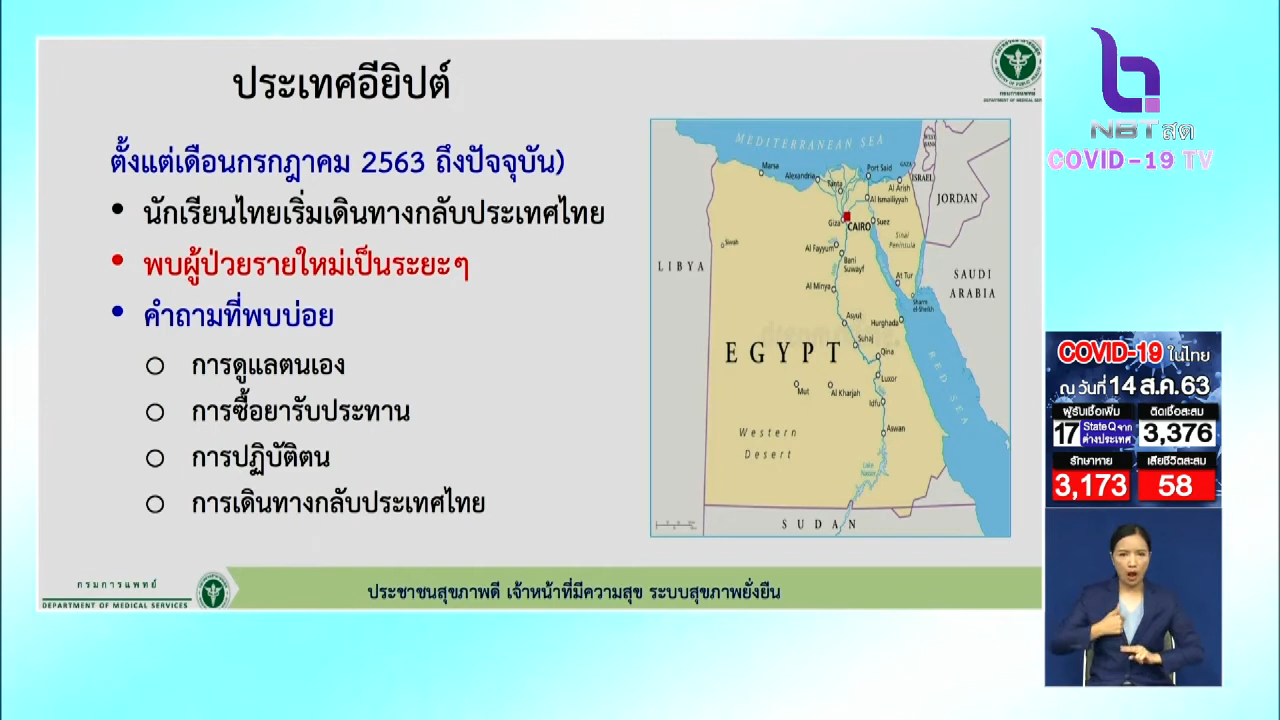 ประเทศอียิปต์
ตั้งแต่เดือนกรกฎาคม 2563 ถึงปัจจุบัน)
• นักเรียนไทยเริ่มเดินทางกลับประเทศไทย
• พบผู้ป่วยรายใหม่เป็นระยะๆ
• คำถามที่พบบ่อย
การดูแลตนเอง
การซื้อยารับประทาน
การปฏิบัติตน
การเดินทางกลับประเทศไทย
MEDITERRANEAN SEA
WEST BANK
GAZA
ISRAEL
Marsa
Alexandria
Port Said
Tanta
Al Arish
Al Ismailiyyah
JORDAN
Giza
CAIRO
Suez
Siwah
Al Fayyum
Sinai
Peninsula
Bani
Suwayf
LIBYA
At Tur
SAUDI
ARABIA
Al Minya
Sharm
el-Sheikh
Asyut
Hurghada
Suhaj
Qina
EGYPT
RED SEA
Luxor
Mut
Al Kharjah
Idfu
Aswan
Western
Desert
Lake
SUDAN
กรมการแพทย์
DEPARTMENT OF MEDICAL SERVICES
ประชาชนสุขภาพดี เจ้าหน้าที่มีความสุข ระบบสุขภาพยั่งยืน
NBT สด
COVID-19 TV
COVID-19 ในไทย
ณ วันที่ 14 ส.ค. 63
ผู้รับเชื้อเพิ่ม ติดเชื้อสะสม
17 State Q จากต่างประเทศ 3,376
รักษาหาย เสียชีวิตสะสม
3,173 58